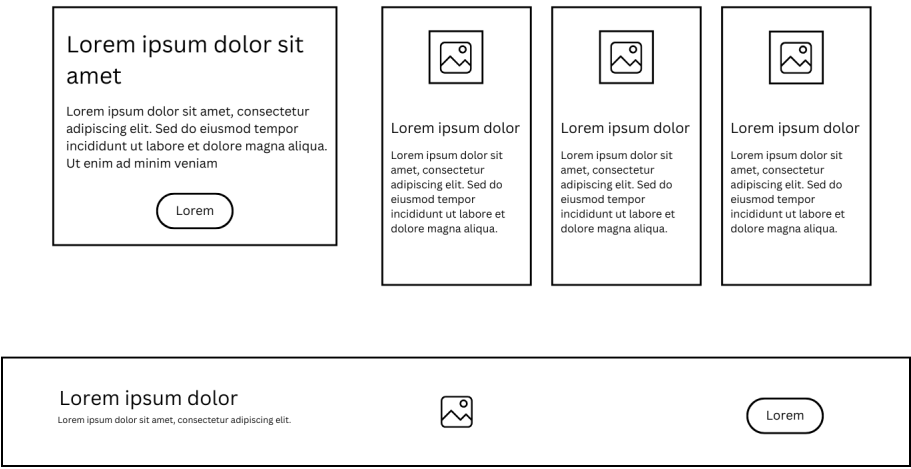 Lorem ipsum dolor sit
amet
Lorem ipsum dolor sit amet, consectetur
adipiscing elit. Sed do eiusmod tempor
incididunt ut labore et dolore magna aliqua.
Ut enim ad minim veniam
Lorem
Lorem ipsum dolor
Lorem ipsum dolor sit
amet, consectetur
adipiscing elit. Sed do
eiusmod tempor
incididunt ut labore et
dolore magna aliqua.
Lorem ipsum dolor
Lorem ipsum dolor sit
amet, consectetur
adipiscing elit. Sed do
eiusmod tempor
incididunt ut labore et
dolore magna aliqua.
Lorem ipsum dolor
Lorem ipsum dolor sit
amet, consectetur
adipiscing elit. Sed do
eiusmod tempor
incididunt ut labore et
dolore magna aliqua.
Lorem ipsum dolor
Lorem ipsum dolor sit amet, consectetur adipiscing elit.
Lorem